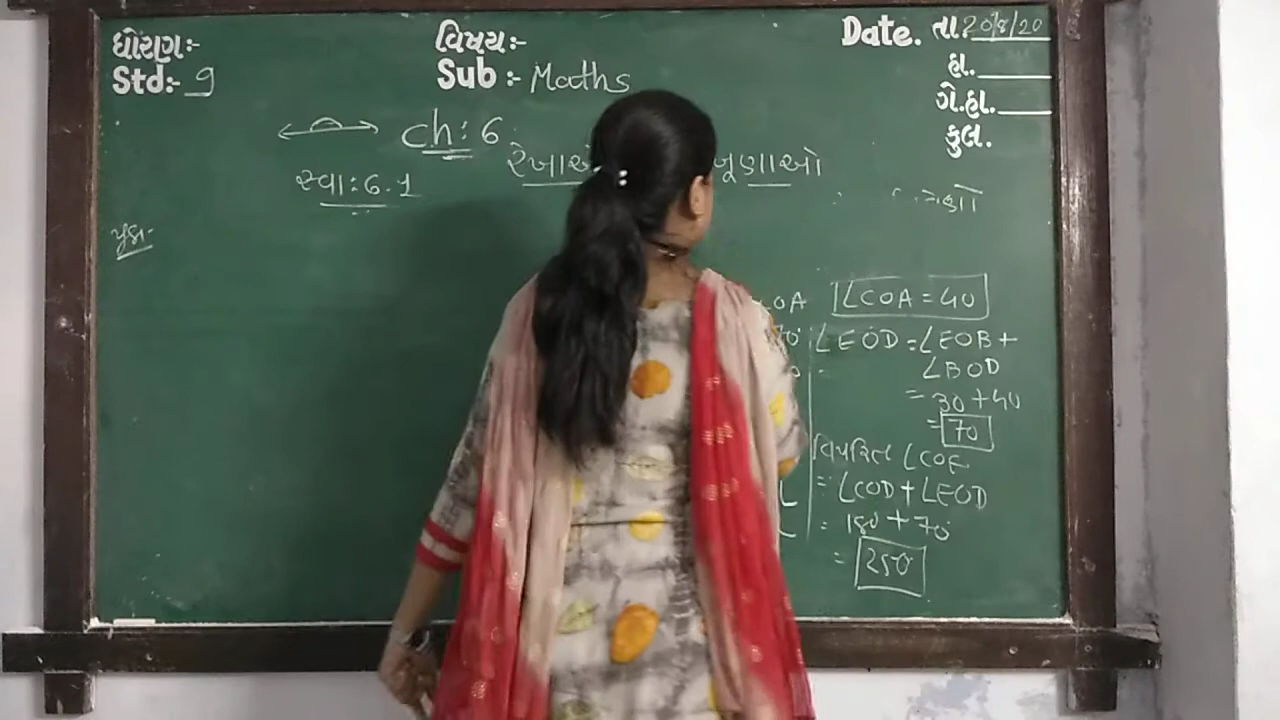 ધોરણ:-
Std:- 9
વિષય:-
Sub :- Maths
Date. તા. 20/8/20
હા.
ગે.હા.
કુલ.
Ch: 6
સ્વા: 6.1
ખૂણાઓ
COA
∠COA = 40
∠EOD = ∠EOB +
∠BOD
= 30 + 40
= 70
વિપરિત ∠COE
= ∠COD + ∠EOD
= 180 + 70
= 250